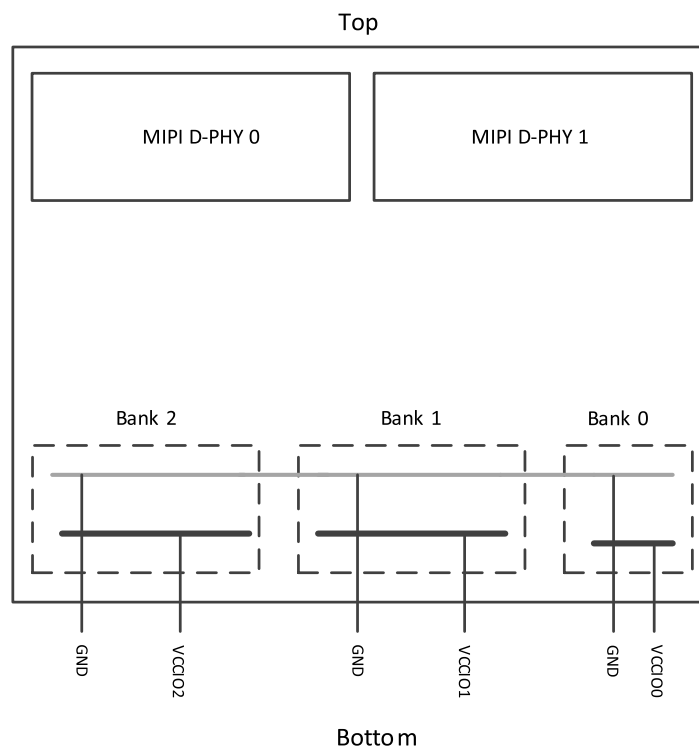 Top
MIPI D-PHY 0
MIPI D-PHY 1
Bank 2
Bank 1
Bank 0
GND
VCCIO2
GND
VCCIO1
GND
VCCIO0
Bottom